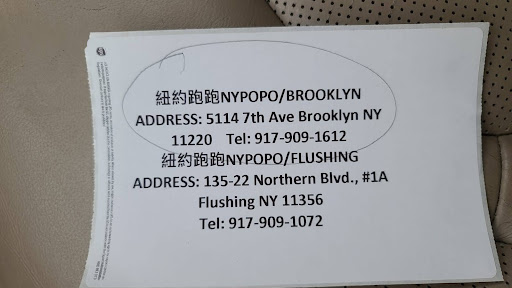 紐約跑跑NYPOPO/BROOKLYN
ADDRESS: 5114 7th Ave Brooklyn NY
11220 Tel: 917-909-1612
紐約跑跑NYPOPO/FLUSHING
ADDRESS: 135-22 Northern Blvd., #1A
Flushing NY 11356
Tel: 917-909-1072